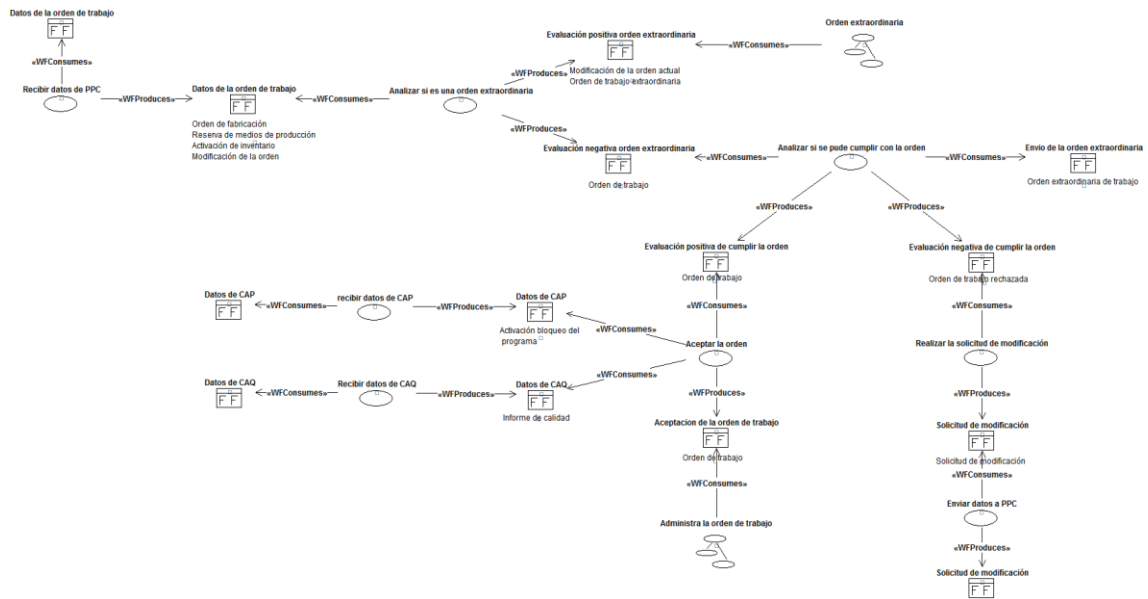 Datos de la orden de trabajo
F F
«WFConsumes»
Recibir datos de PPC
«WFProduces»
Datos de la orden de trabajo
F F
Orden de fabricación
Reserva de medios de producción
Activación de inventario
Modificación de la orden
«WFConsumes»
Analizar si es una orden extraordinaria
«WFProduces»
Evaluación positiva orden extraordinaria
F F
Modificación de la orden actual
Orden de trabajo extraordinaria
«WFConsumes»
Orden extraordinaria
«WFProduces»
Evaluación negativa orden extraordinaria
F F
Orden de trabajo
«WFConsumes»
Analizar si se pude cumplir con la orden
«WFConsumes»
Envio de la orden extraordinaria
F F
Orden extraordinaria de trabajo
«WFProduces»
«WFProduces»
Evaluación positiva de cumplir la orden
F F
Orden de trabajo
Evaluación negativa de cumplir la orden
F F
Orden de trabajo rechazada
Datos de CAP
F F
«WFConsumes»
recibir datos de CAP
«WFProduces»
Datos de CAP
F F
Activación bloqueo del
programa
«WFConsumes»
«WFConsumes»
«WFConsumes»
Aceptar la orden
Realizar la solicitud de modificación
Datos de CAQ
F F
«WFConsumes»
Recibir datos de CAQ
«WFProduces»
Datos de CAQ
F F
Informe de calidad
«WFConsumes»
«WFProduces»
«WFProduces»
Aceptacion de la orden de trabajo
F F
Orden de trabajo
Solicitud de modificación
F F
Solicitud de modificación
«WFConsumes»
«WFConsumes»
Administra la orden de trabajo
Enviar datos a PPC
«WFProduces»
Solicitud de modificación
F F